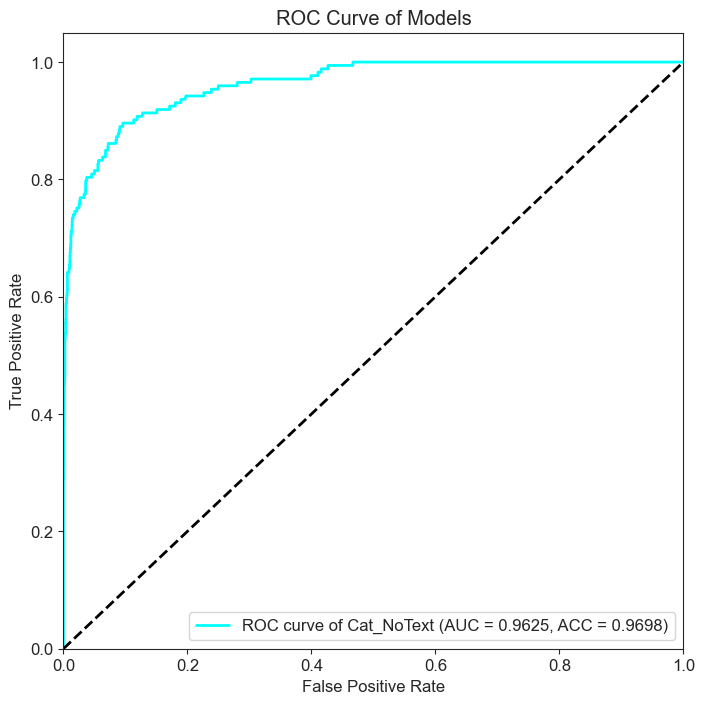 ROC Curve of Models
True Positive Rate
1.0
0.8
0.6
0.4
0.2
0.0
ROC curve of Cat_NoText (AUC = 0.9625, ACC = 0.9698)
0.0 0.2 0.4 0.6 0.8 1.0
False Positive Rate